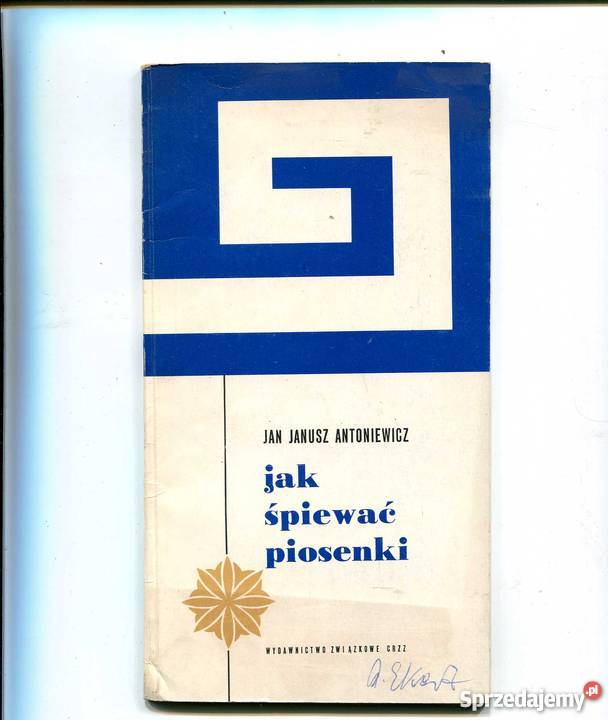 JAN JANUSZ ANTONIEWICZ
jak
śpiewać
piosenki
WYDAWNICTWO ZWIĄZKOWE CRZZ
Sprzedajemy.pl